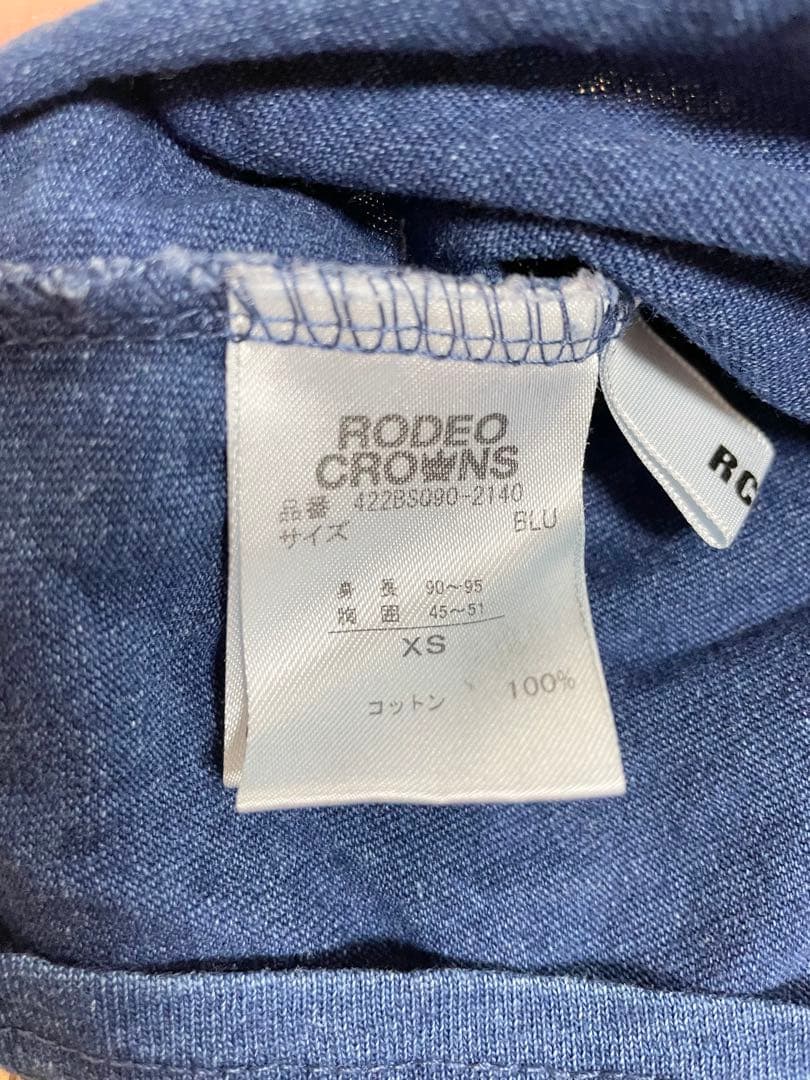 RODEO
CROWNS
品番 422BS090-2140
サイズ BLU
身長 90～95
胸囲 45～51
XS
コットン 100%
RC